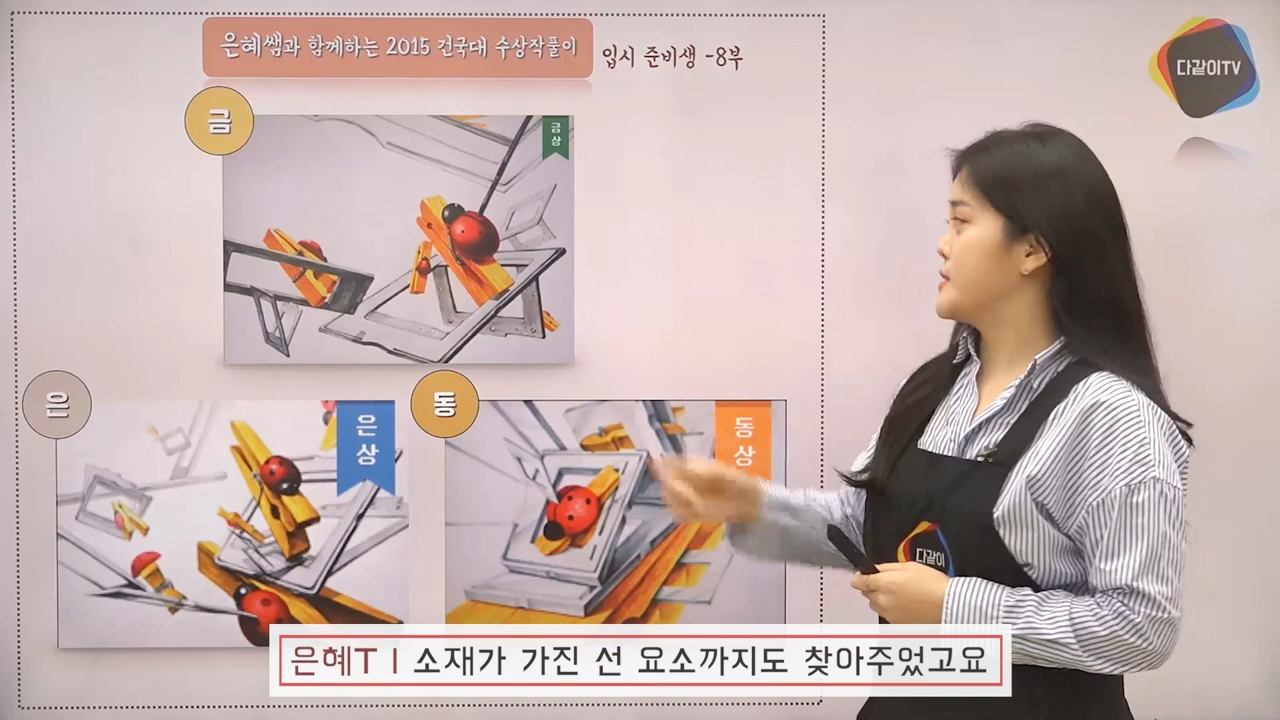 은혜쌤과 함께하는 2015 건국대 수상작풀이
입시 준비생 -8부
다같이TV
금
금상
은
은상
동
동상
다같이
은혜T | 소재가 가진 선 요소까지도 찾아주었고요